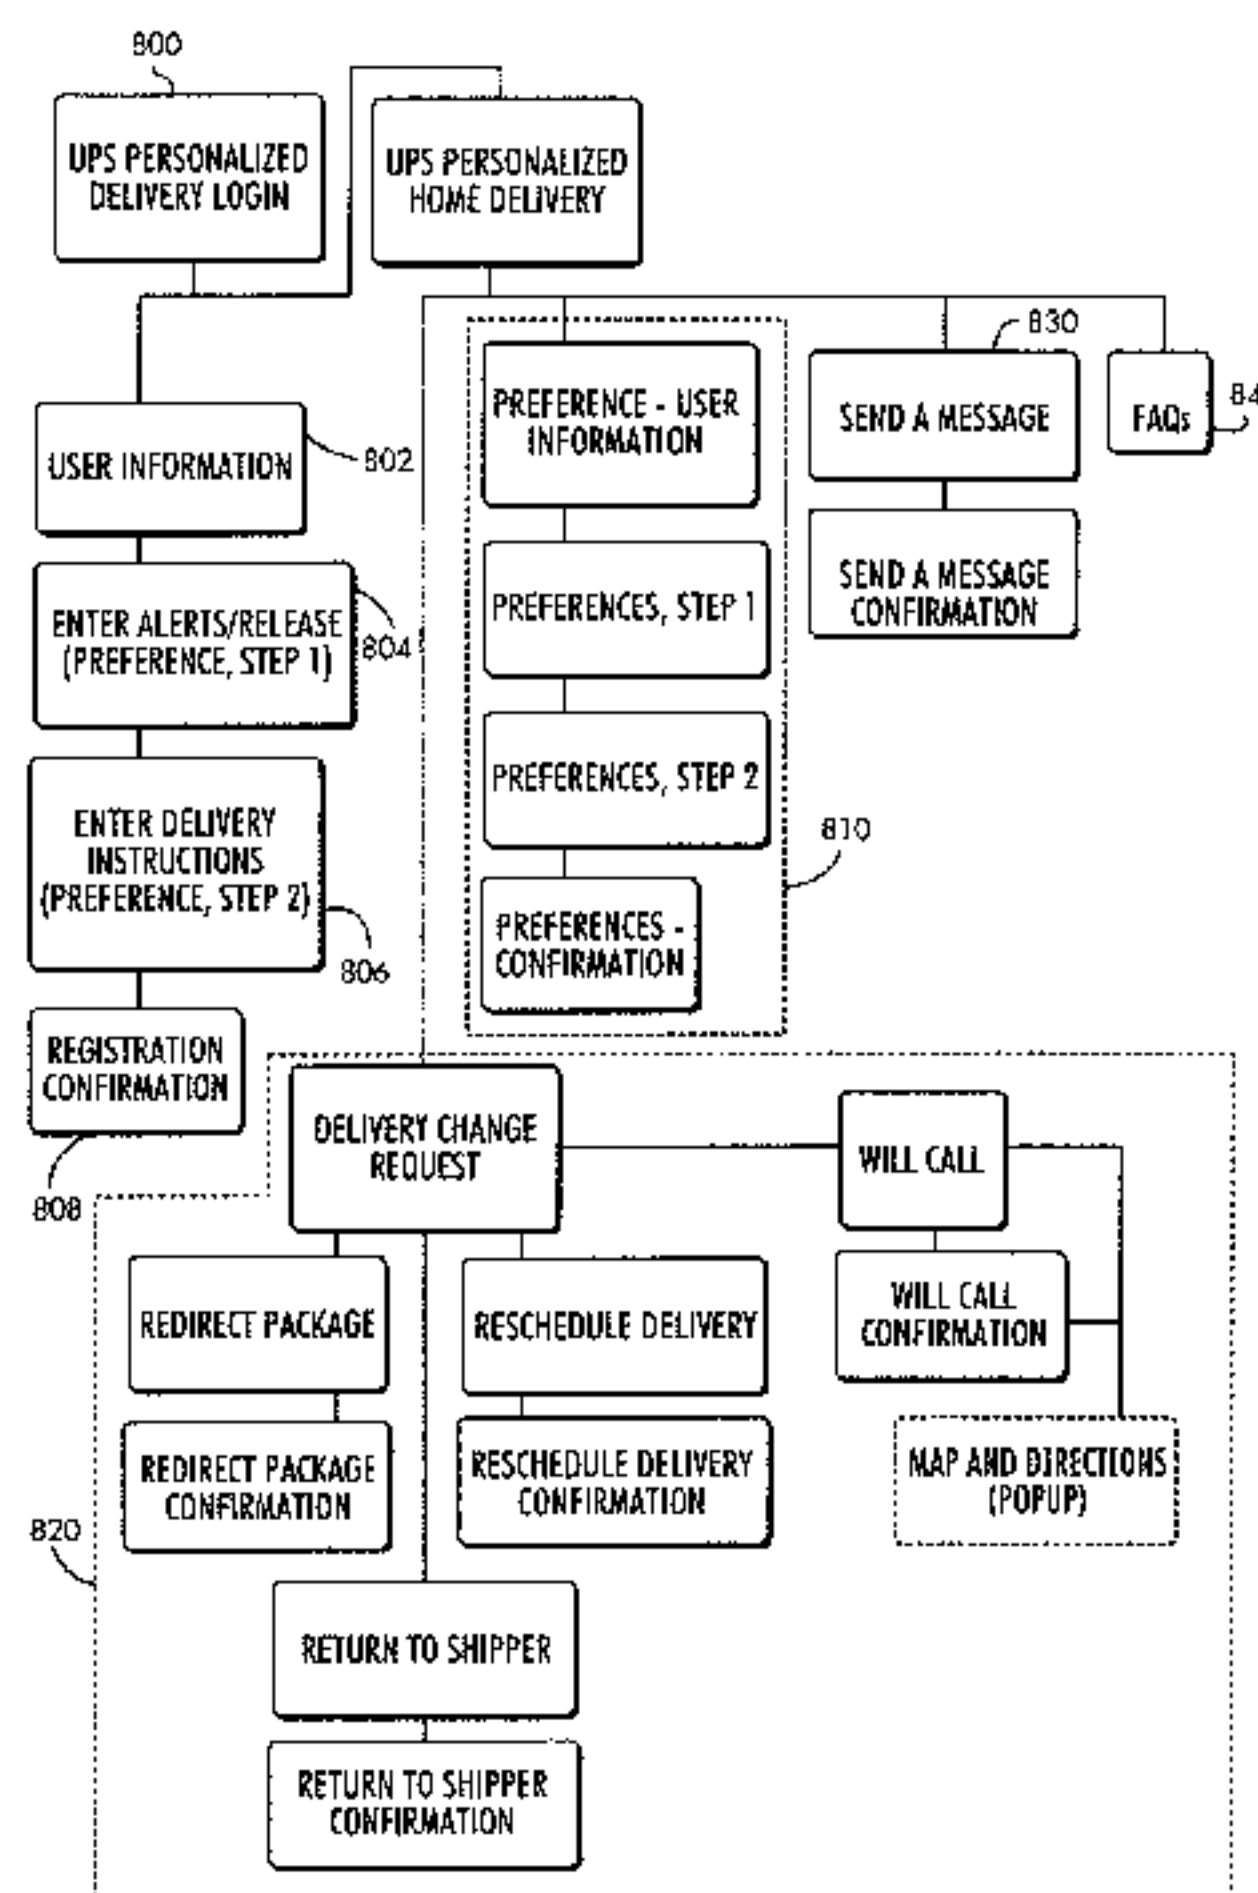 800
UPS PERSONALIZED
DELIVERY LOGIN
UPS PERSONALIZED
HOME DELIVERY
USER INFORMATION
802
ENTER ALERTS/RELEASE
(PREFERENCE, STEP 1)
804
ENTER DELIVERY
INSTRUCTIONS
(PREFERENCE, STEP 2)
806
REGISTRATION
CONFIRMATION
808
PREFERENCE - USER
INFORMATION
PREFERENCES, STEP 1
PREFERENCES, STEP 2
PREFERENCES -
CONFIRMATION
810
830
SEND A MESSAGE
SEND A MESSAGE
CONFIRMATION
FAQs
DELIVERY CHANGE
REQUEST
WILL CALL
WILL CALL
CONFIRMATION
MAP AND DIRECTIONS
(POPUP)
REDIRECT PACKAGE
REDIRECT PACKAGE
CONFIRMATION
RESCHEDULE DELIVERY
RESCHEDULE DELIVERY
CONFIRMATION
820
RETURN TO SHIPPER
RETURN TO SHIPPER
CONFIRMATION